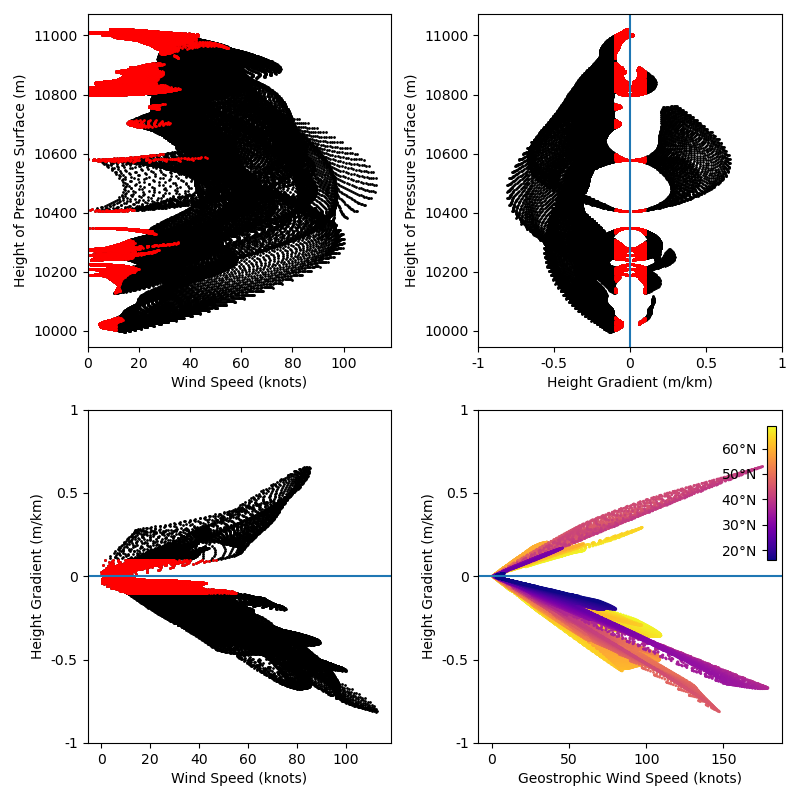 11000
10800
10600
10400
10200
10000
Height of Pressure Surface (m)
0 20 40 60 80 100
Wind Speed (knots)
11000
10800
10600
10400
10200
10000
Height of Pressure Surface (m)
-1 -0.5 0 0.5 1
Height Gradient (m/km)
1
0.5
0
-0.5
-1
Height Gradient (m/km)
0 20 40 60 80 100
Wind Speed (knots)
1
0.5
0
-0.5
-1
Height Gradient (m/km)
60°N
50°N
40°N
30°N
20°N
0 50 100 150
Geostrophic Wind Speed (knots)